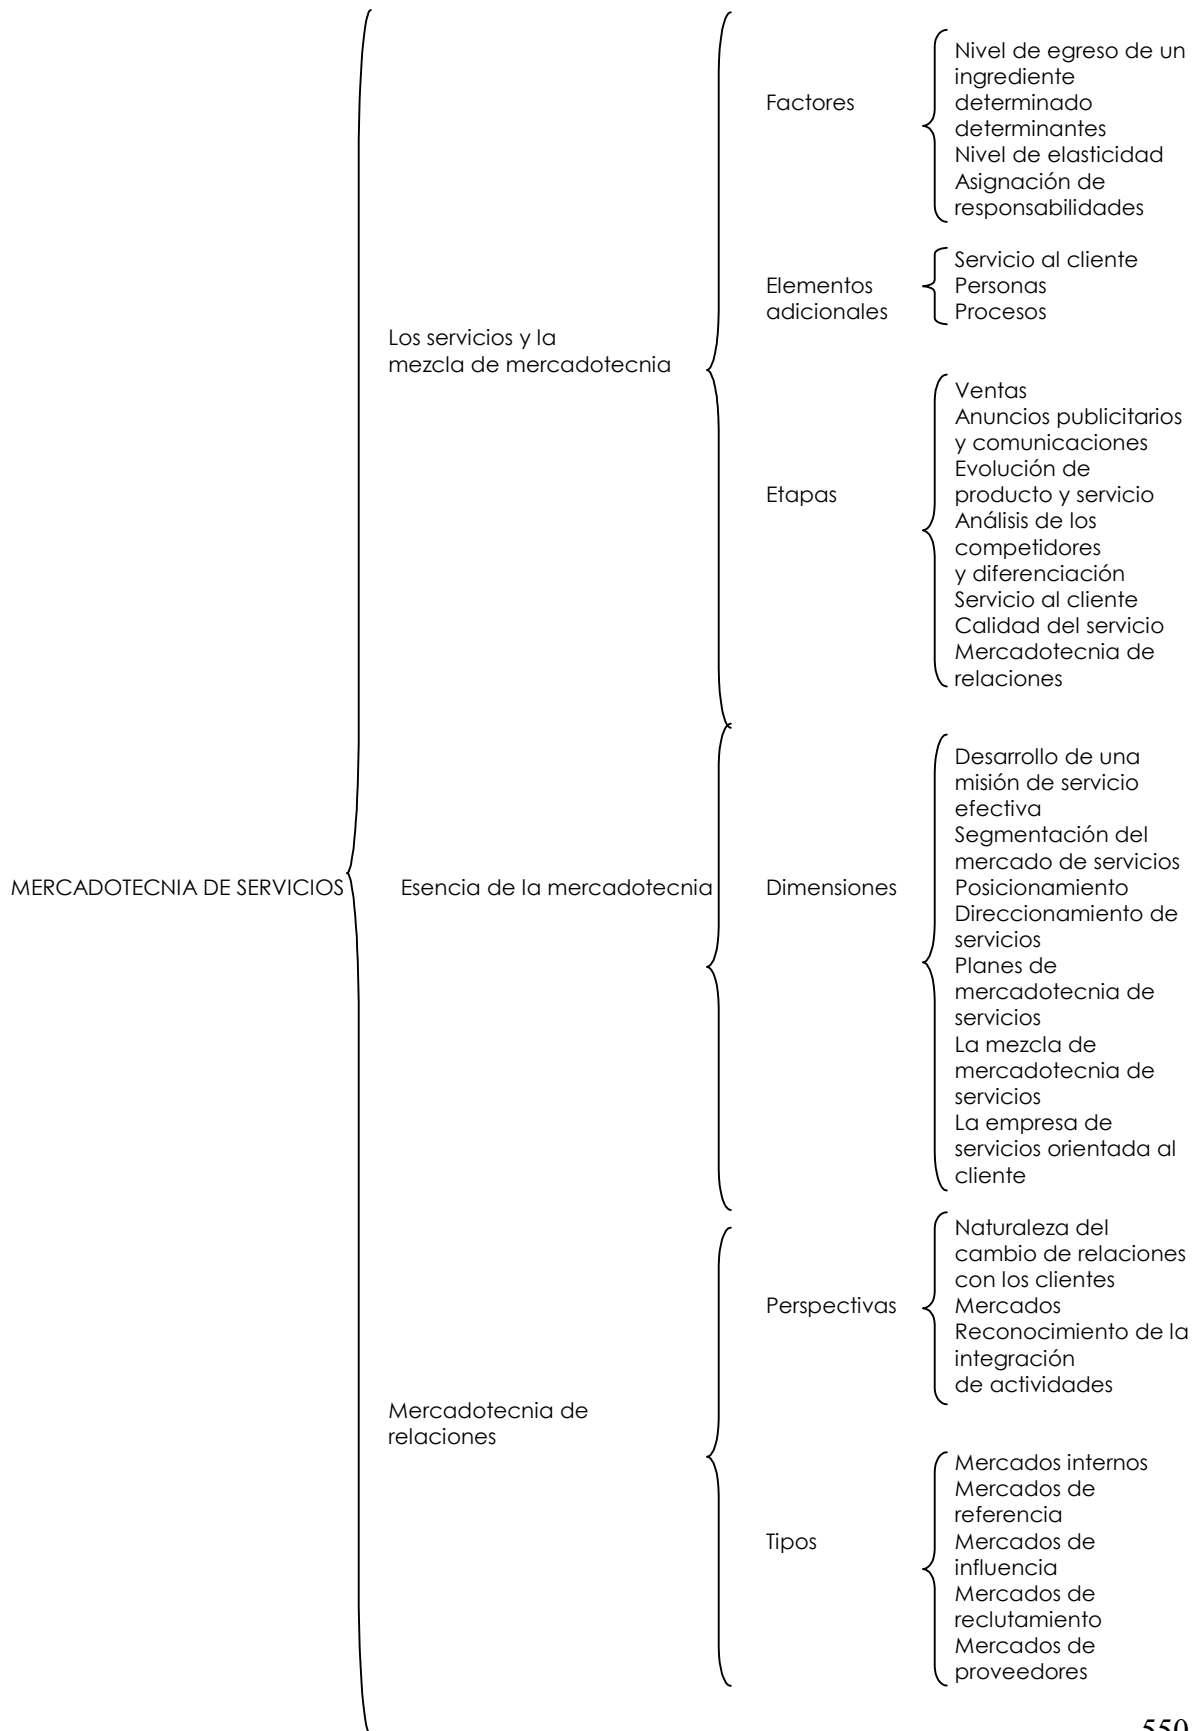 Nivel de egreso de un
ingrediente
Factores
determinado
determinantes
Nivel de elasticidad
Asignación de
responsabilidades
Servicio al cliente
Elementos
adicionales
Personas
Procesos
Los servicios y la
mezcla de mercadotecnia
Ventas
Anuncios publicitarios
y comunicaciones
Evolución de
Etapas
producto y servicio
Análisis de los
competidores
y diferenciación
Servicio al cliente
Calidad del servicio
Mercadotecnia de
relaciones
MERCADOTECNIA DE SERVICIOS
Esencia de la mercadotecnia
Dimensiones
Desarrollo de una
misión de servicio
efectiva
Segmentación del
mercado de servicios
Posicionamiento
Direccionamiento de
servicios
Planes de
mercadotecnia de
servicios
La mezcla de
mercadotecnia de
servicios
La empresa de
servicios orientada al
cliente
Mercadotecnia de
relaciones
Perspectivas
Naturaleza del
cambio de relaciones
con los clientes
Mercados
Reconocimiento de la
integración
de actividades
Tipos
Mercados internos
Mercados de
referencia
Mercados de
influencia
Mercados de
reclutamiento
Mercados de
proveedores
550